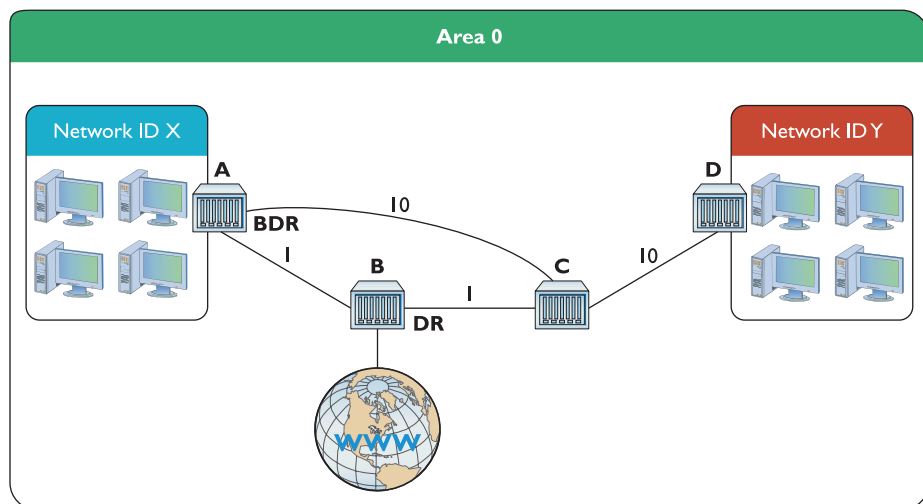 Area 0
Network ID X
Network ID Y
A
D
BDR
10
1
B
C
10
1
DR
www